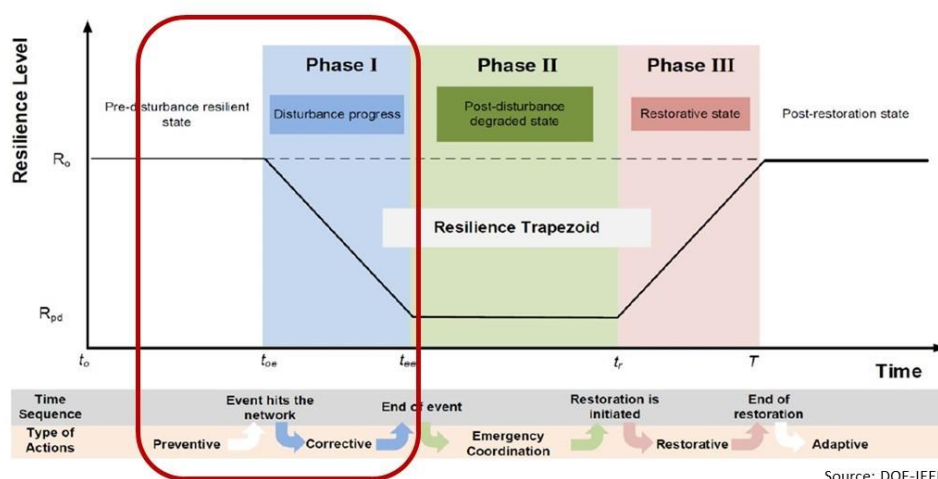 Resilience Level
Phase I
Phase II
Phase III
Pre-disturbance resilient
state
Disturbance progress
Post-disturbance
degraded state
Restorative state
Post-restoration state
Ro
Resilience Trapezoid
Rpd
to
toe
tee
tr
T
Time
Time
Sequence
Event hits the
network
End of event
Restoration is
initiated
End of
restoration
Type of
Actions
Preventive
Corrective
Emergency
Coordination
Restorative
Adaptive
Source: